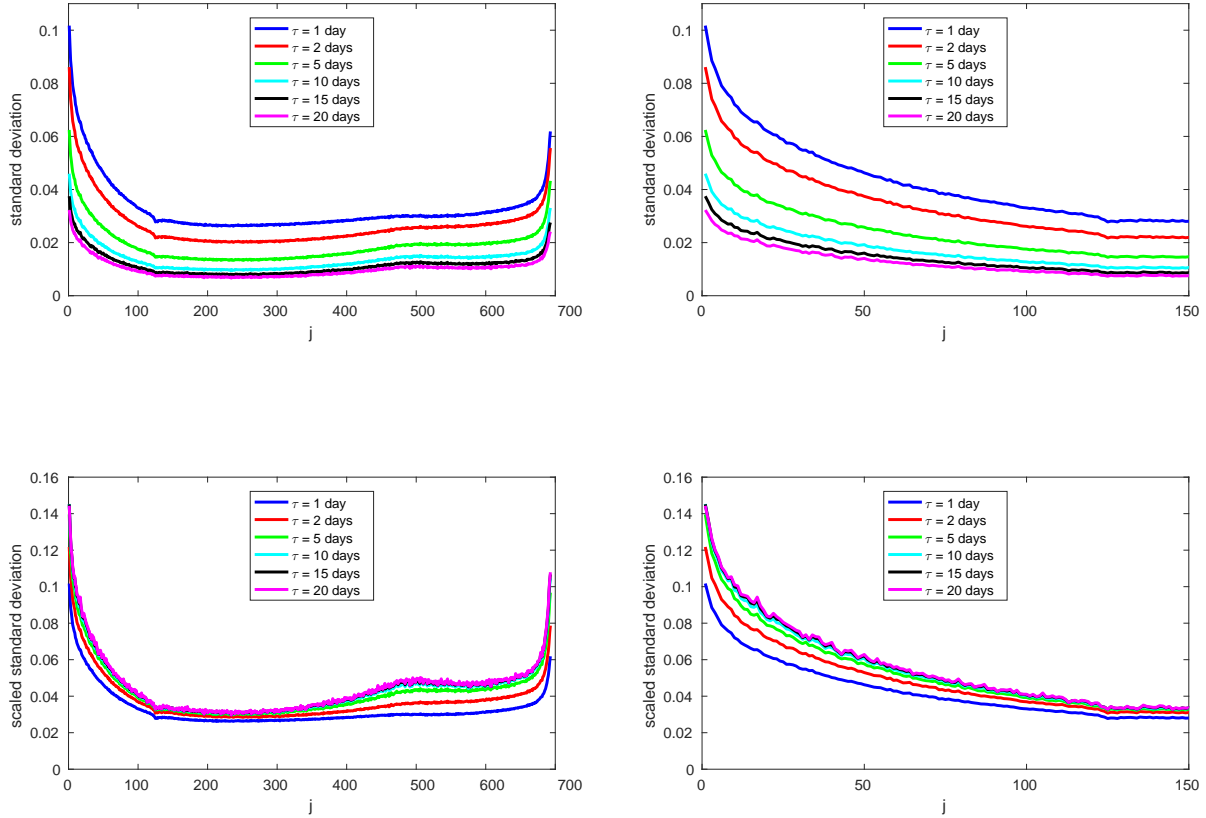 0.1
0.08
0.06
0.04
0.02
0
standard deviation
τ = 1 day
τ = 2 days
τ = 5 days
τ = 10 days
τ = 15 days
τ = 20 days
0 100 200 300 400 500 600 700
j
0.1
0.08
0.06
0.04
0.02
0
standard deviation
τ = 1 day
τ = 2 days
τ = 5 days
τ = 10 days
τ = 15 days
τ = 20 days
0 50 100 150
j
0.16
0.14
0.12
0.1
0.08
0.06
0.04
0.02
0
scaled standard deviation
τ = 1 day
τ = 2 days
τ = 5 days
τ = 10 days
τ = 15 days
τ = 20 days
0 100 200 300 400 500 600 700
j
0.16
0.14
0.12
0.1
0.08
0.06
0.04
0.02
0
scaled standard deviation
τ = 1 day
τ = 2 days
τ = 5 days
τ = 10 days
τ = 15 days
τ = 20 days
0 50 100 150
j